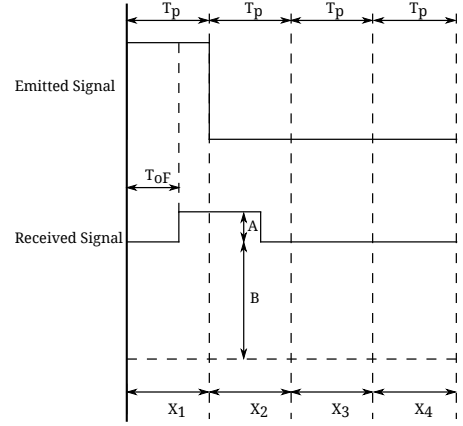 Tp Tp Tp Tp
Emitted Signal
ToF
Received Signal
A
B
X1 X2 X3 X4